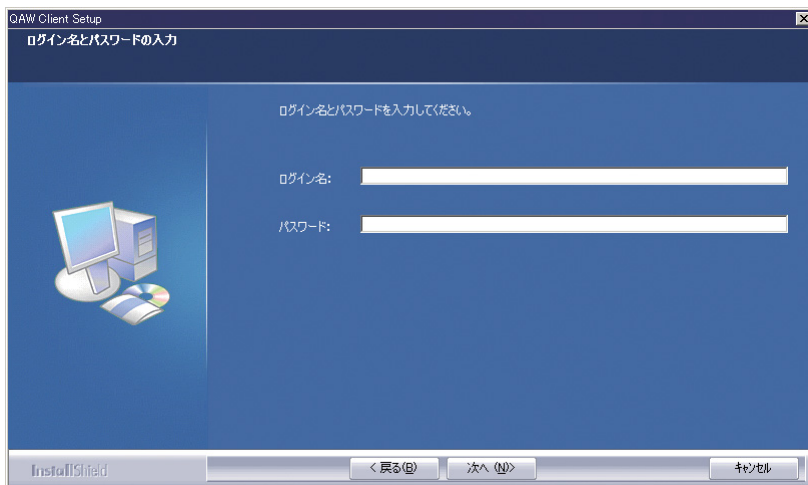 QAW Client Setup
ログイン名とパスワードの入力
ログイン名とパスワードを入力してください。
ログイン名:
パスワード:
InstallShield
< 戻る(B)
次へ (N)>
キャンセル